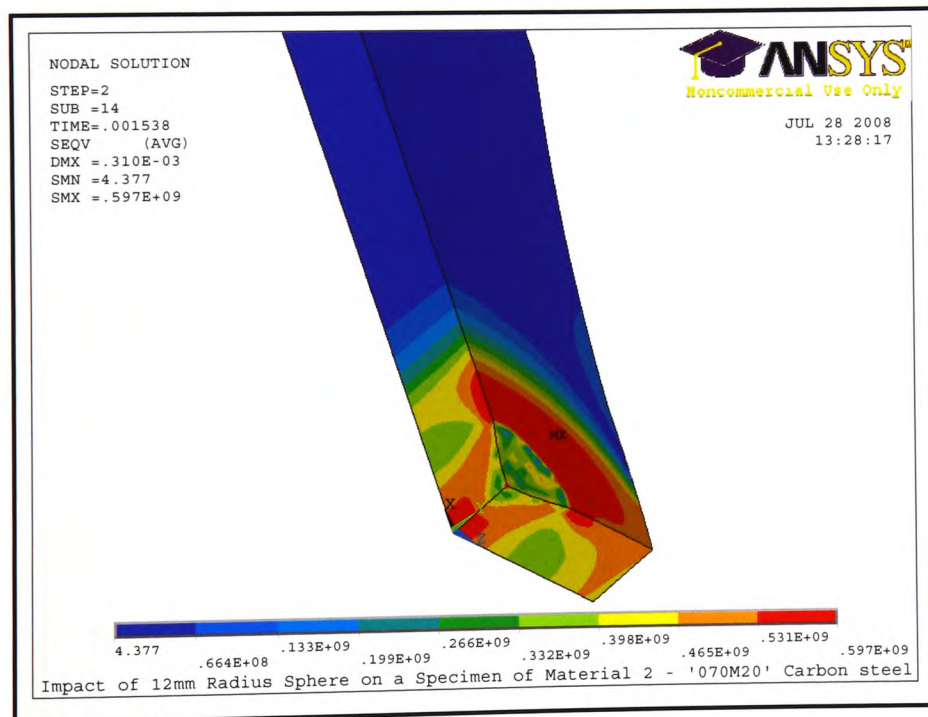 NODAL SOLUTION
STEP=2
SUB =14
TIME=.001538
SEQV (AVG)
DMX =.310E-03
SMN =4.377
SMX =.597E+09
ANSYS
Noncommercial Use Only
JUL 28 2008
13:28:17
MX
X
Y
Z
4.377
.664E+08
.133E+09
.199E+09
.266E+09
.332E+09
.398E+09
.465E+09
.531E+09
.597E+09
Impact of 12mm Radius Sphere on a Specimen of Material 2 - '070M20' Carbon steel